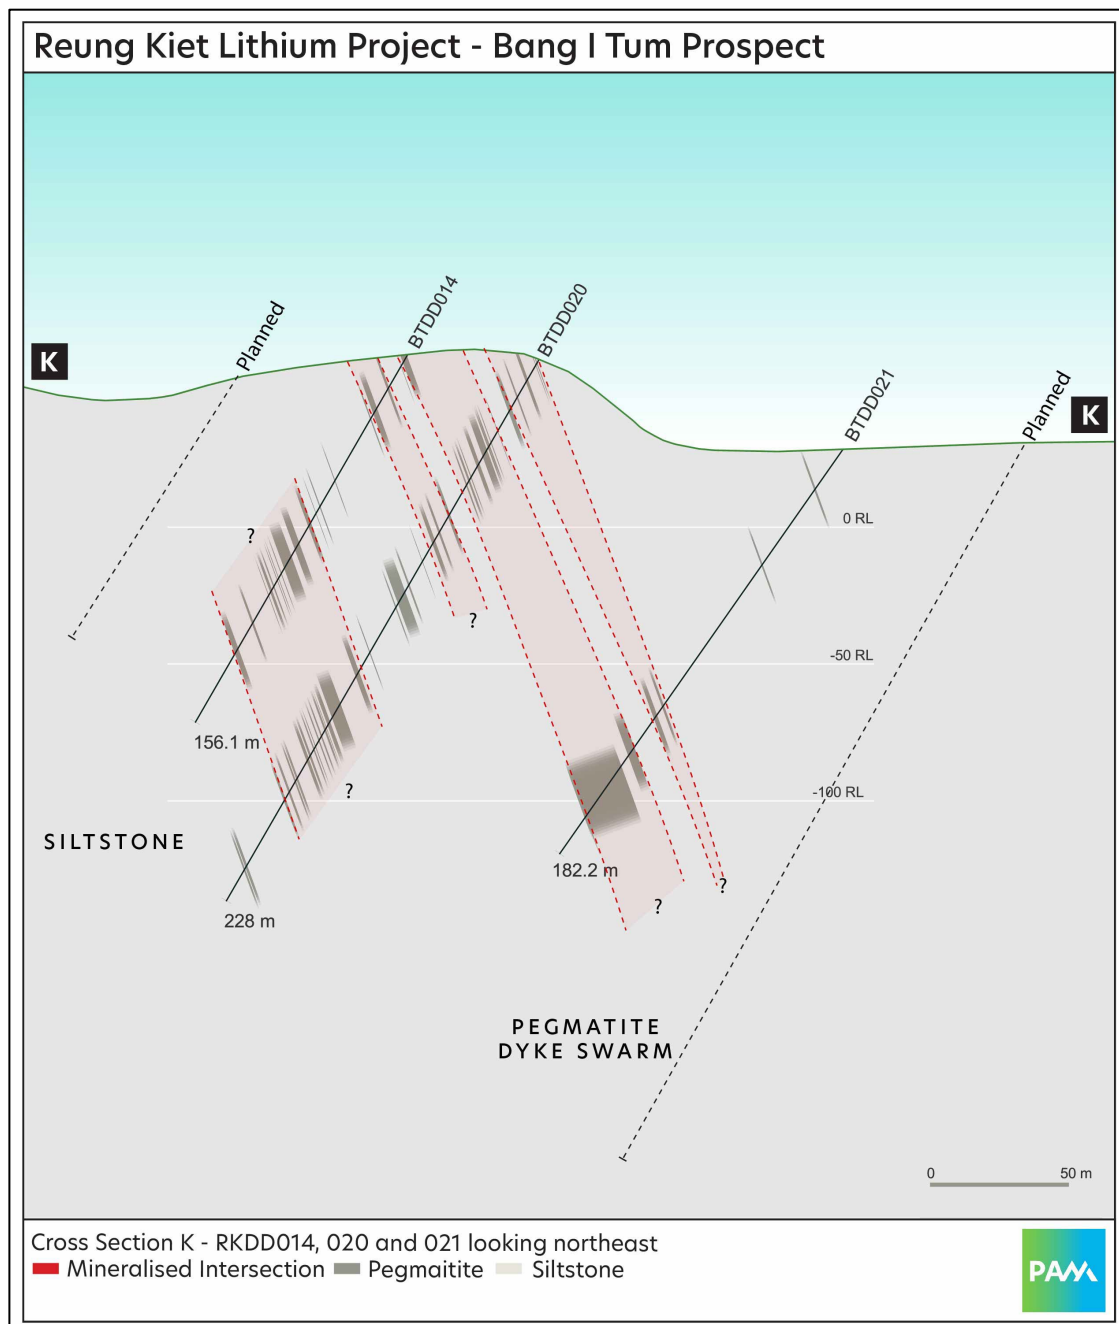 Reung Kiet Lithium Project - Bang I Tum Prospect
BTDD014
BTDD020
Planned
K
BTDD021
Planned
K
0 RL
?
?
-50 RL
156.1 m
?
-100 RL
SILTSTONE
182.2 m
?
?
228 m
PEGMATITE
DYKE SWARM
0 50 m
Cross Section K - RKDD014, 020 and 021 looking northeast
Mineralised Intersection Pegmaitite Siltstone
PAM